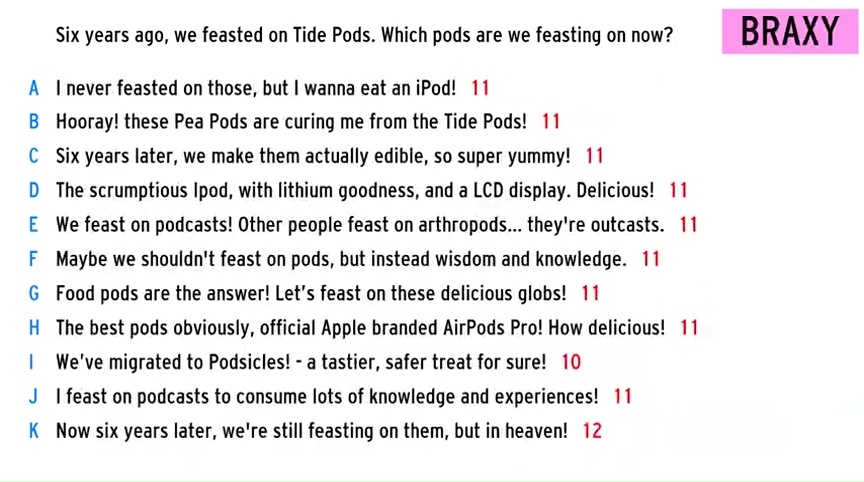 Six years ago, we feasted on Tide Pods. Which pods are we feasting on now?
BRAXY
A I never feasted on those, but I wanna eat an iPod! 11
B Hooray! these Pea Pods are curing me from the Tide Pods! 11
C Six years later, we make them actually edible, so super yummy! 11
D The scrumptious Ipod, with lithium goodness, and a LCD display. Delicious! 11
E We feast on podcasts! Other people feast on arthropods... they're outcasts. 11
F Maybe we shouldn't feast on pods, but instead wisdom and knowledge. 11
G Food pods are the answer! Let's feast on these delicious globs! 11
H The best pods obviously, official Apple branded AirPods Pro! How delicious! 11
I We've migrated to Podsicles! - a tastier, safer treat for sure! 10
J I feast on podcasts to consume lots of knowledge and experiences! 11
K Now six years later, we're still feasting on them, but in heaven! 12